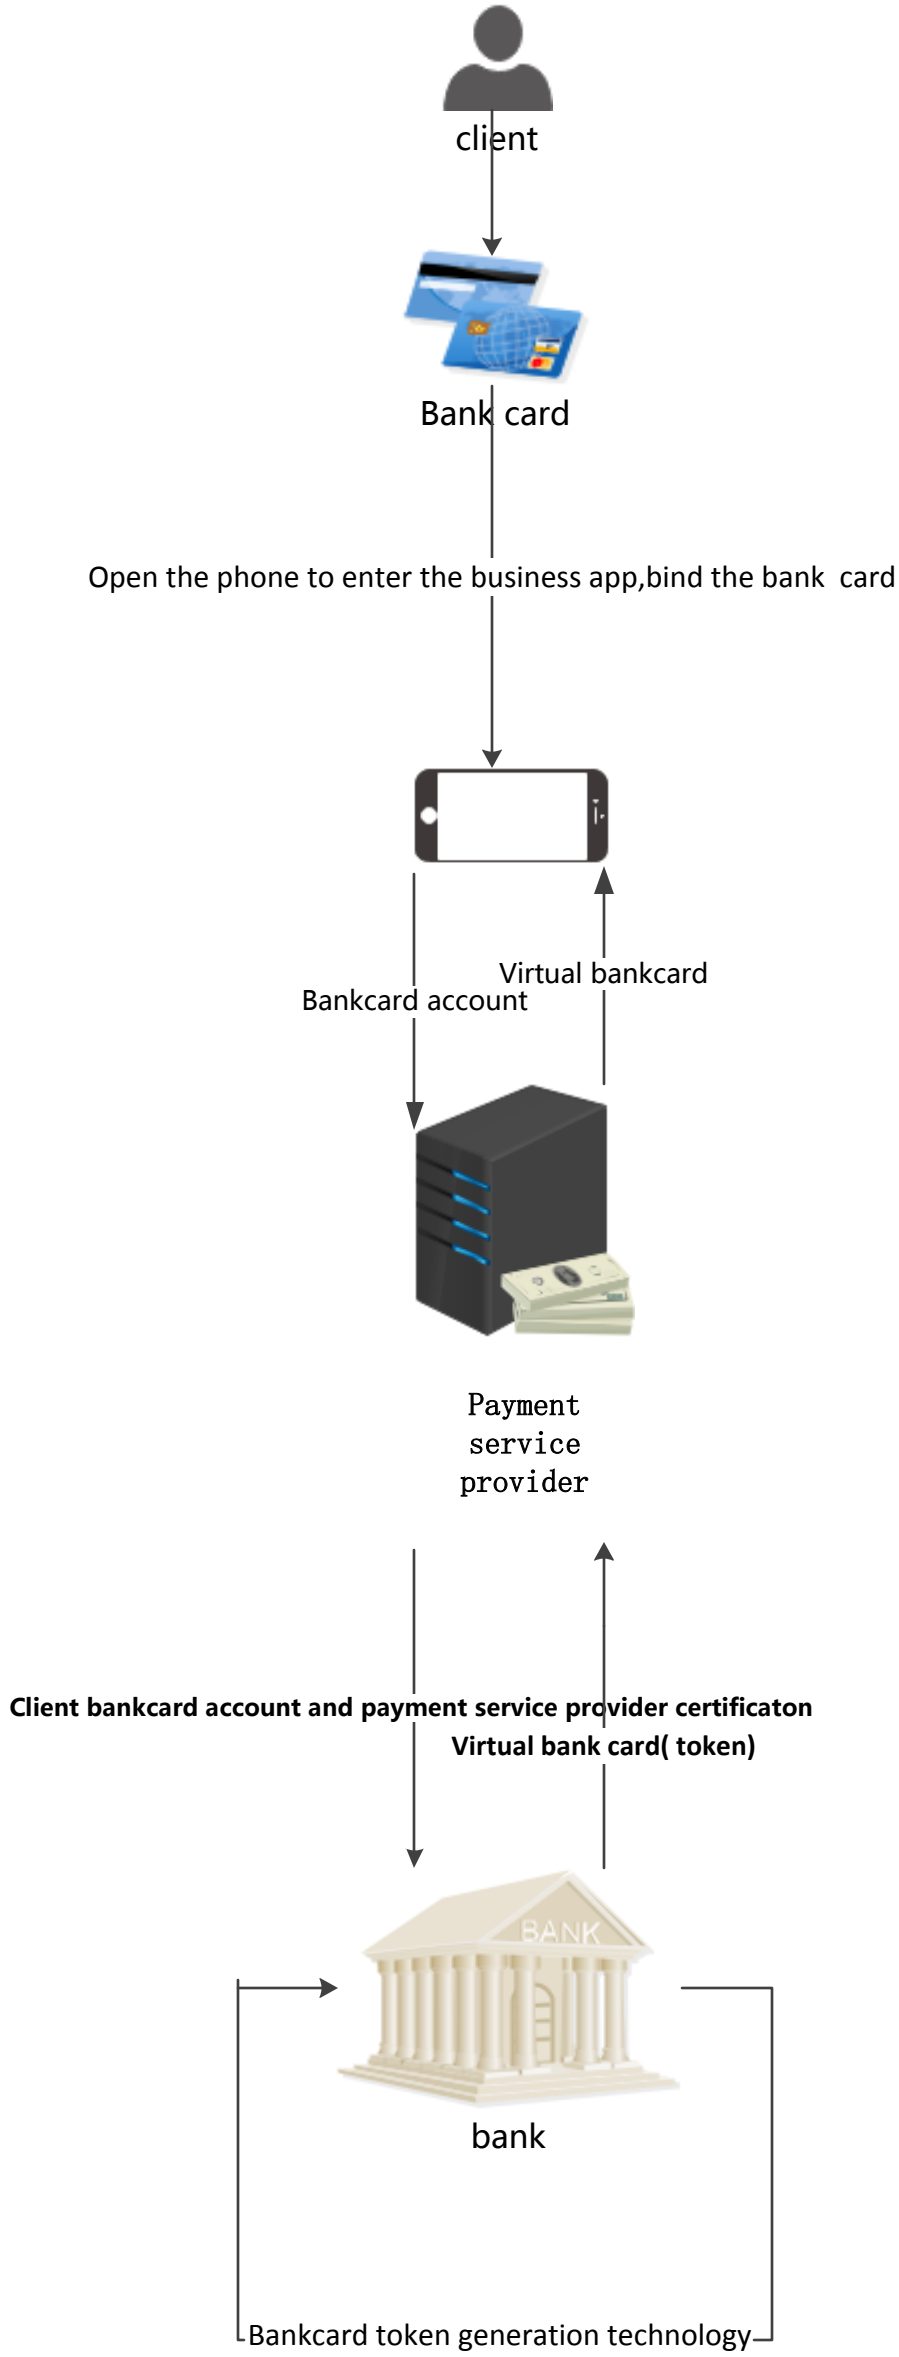 client
Bank card
Open the phone to enter the business app,bind the bank  card
Virtual bankcard
Bankcard account
Payment
service
provider
Client bankcard account and payment service provider certificaton
Virtual bank card( token)
BANK
bank
Bankcard token generation technology